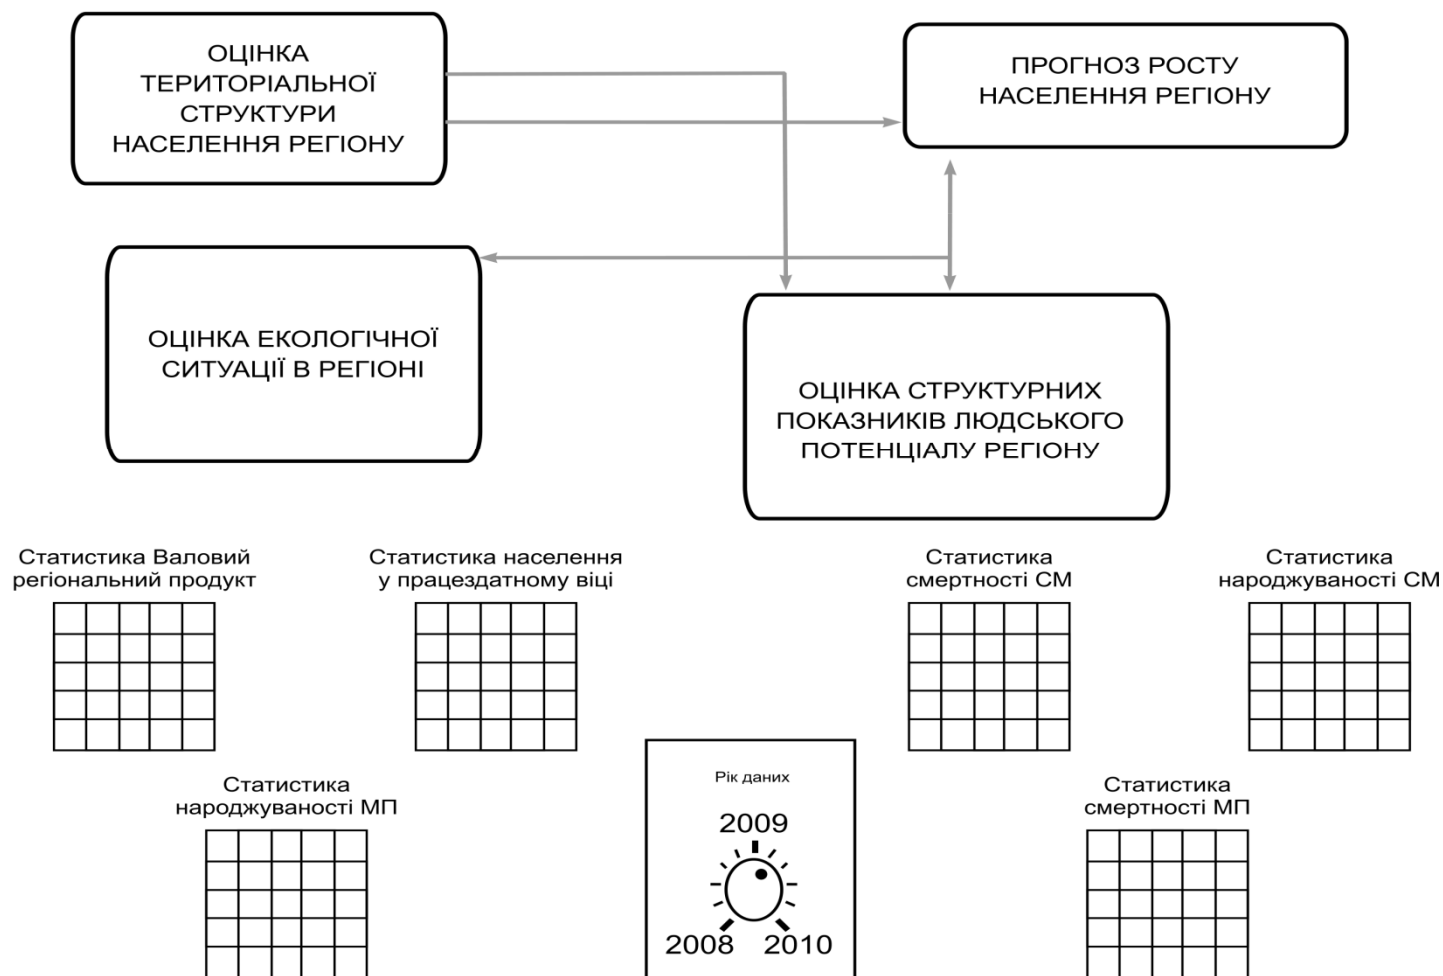 ОЦІНКА
ТЕРИТОРІАЛЬНОЇ
СТРУКТУРИ
НАСЕЛЕННЯ РЕГІОНУ
ПРОГНОЗ РОСТУ
НАСЕЛЕННЯ РЕГІОНУ
ОЦІНКА ЕКОЛОГІЧНОЇ
СИТУАЦІЇ В РЕГІОНІ
ОЦІНКА СТРУКТУРНИХ
ПОКАЗНИКІВ ЛЮДСЬКОГО
ПОТЕНЦІАЛУ РЕГІОНУ
Статистика Валовий
регіональний продукт
Статистика населення
у працездатному віці
Статистика
смертності СМ
Статистика
народжуваності СМ
Статистика
народжуваності МП
Рік даних
2009
2008
2010
Статистика
смертності МП